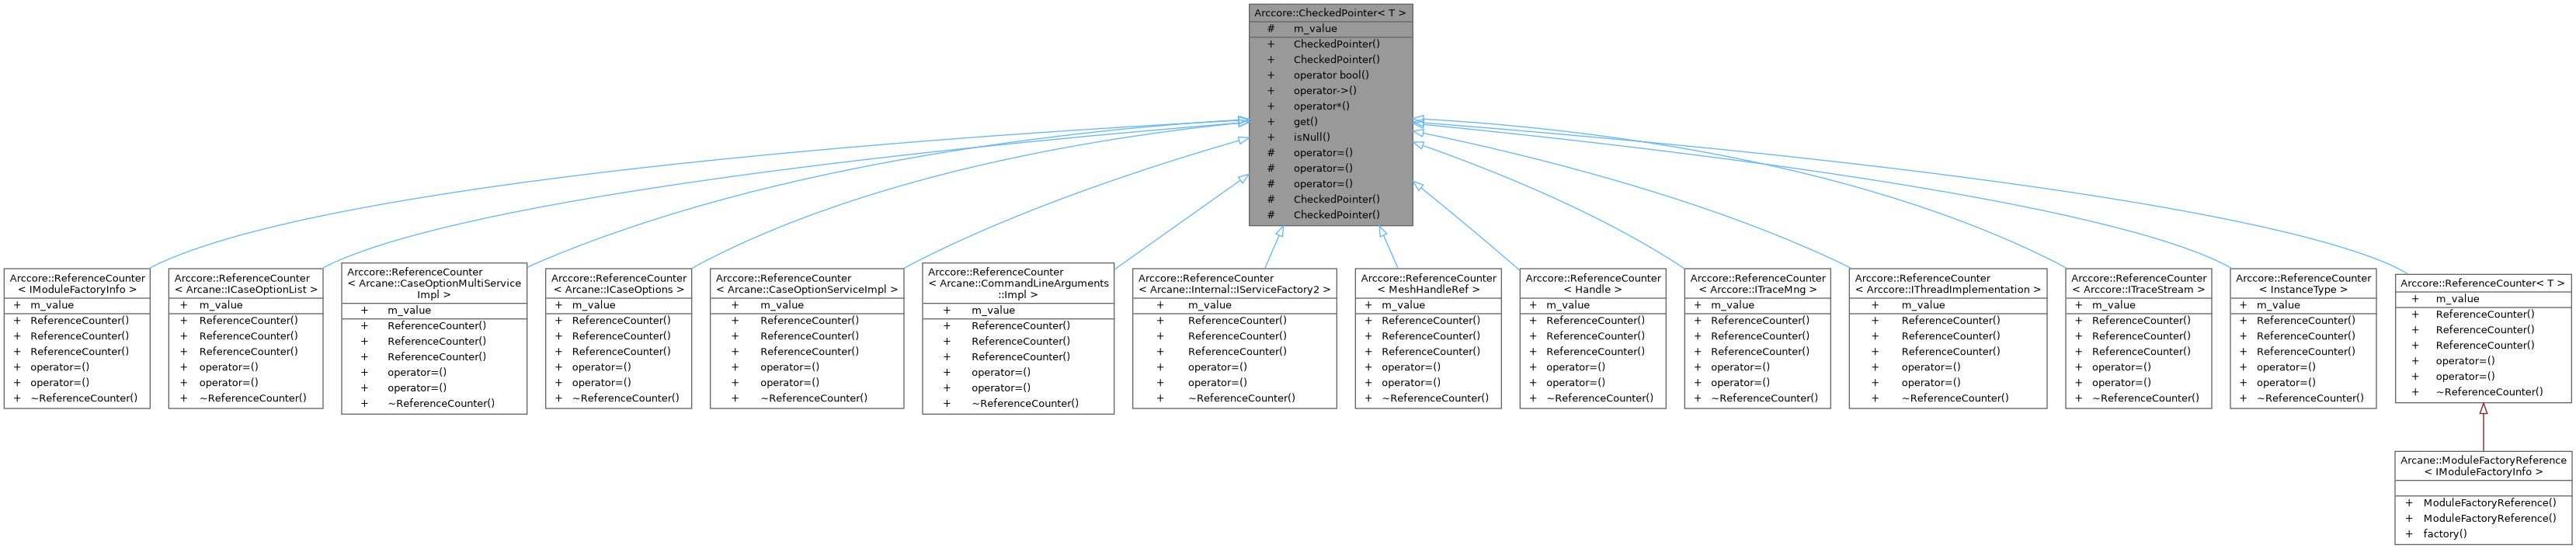 Arccore::CheckedPointer< T >
# m_value
+ CheckedPointer()
+ CheckedPointer()
+ operator bool()
+ operator->()
+ operator*()
+ get()
+ isNull()
# operator=()
# operator=()
# operator=()
# CheckedPointer()
# CheckedPointer()
Arccore::ReferenceCounter
< IModuleFactoryInfo >
+ m_value
+ ReferenceCounter()
+ ReferenceCounter()
+ ReferenceCounter()
+ operator=()
+ operator=()
+ ~ReferenceCounter()
Arccore::ReferenceCounter
< Arcane::ICaseOptionList >
+ m_value
+ ReferenceCounter()
+ ReferenceCounter()
+ ReferenceCounter()
+ operator=()
+ operator=()
+ ~ReferenceCounter()
Arccore::ReferenceCounter
< Arcane::CaseOptionMultiService
Impl >
+ m_value
+ ReferenceCounter()
+ ReferenceCounter()
+ ReferenceCounter()
+ operator=()
+ operator=()
+ ~ReferenceCounter()
Arccore::ReferenceCounter
< Arcane::ICaseOptions >
+ m_value
+ ReferenceCounter()
+ ReferenceCounter()
+ ReferenceCounter()
+ operator=()
+ operator=()
+ ~ReferenceCounter()
Arccore::ReferenceCounter
< Arcane::CaseOptionServiceImpl >
+ m_value
+ ReferenceCounter()
+ ReferenceCounter()
+ ReferenceCounter()
+ operator=()
+ operator=()
+ ~ReferenceCounter()
Arccore::ReferenceCounter
< Arcane::CommandLineArguments
::Impl >
+ m_value
+ ReferenceCounter()
+ ReferenceCounter()
+ ReferenceCounter()
+ operator=()
+ operator=()
+ ~ReferenceCounter()
Arccore::ReferenceCounter
< Arcane::Internal::IServiceFactory2 >
+ m_value
+ ReferenceCounter()
+ ReferenceCounter()
+ ReferenceCounter()
+ operator=()
+ operator=()
+ ~ReferenceCounter()
Arccore::ReferenceCounter
< MeshHandleRef >
+ m_value
+ ReferenceCounter()
+ ReferenceCounter()
+ ReferenceCounter()
+ operator=()
+ operator=()
+ ~ReferenceCounter()
Arccore::ReferenceCounter
< Handle >
+ m_value
+ ReferenceCounter()
+ ReferenceCounter()
+ ReferenceCounter()
+ operator=()
+ operator=()
+ ~ReferenceCounter()
Arccore::ReferenceCounter
< Arccore::ITraceMng >
+ m_value
+ ReferenceCounter()
+ ReferenceCounter()
+ ReferenceCounter()
+ operator=()
+ operator=()
+ ~ReferenceCounter()
Arccore::ReferenceCounter
< Arccore::IThreadImplementation >
+ m_value
+ ReferenceCounter()
+ ReferenceCounter()
+ ReferenceCounter()
+ operator=()
+ operator=()
+ ~ReferenceCounter()
Arccore::ReferenceCounter
< Arccore::ITraceStream >
+ m_value
+ ReferenceCounter()
+ ReferenceCounter()
+ ReferenceCounter()
+ operator=()
+ operator=()
+ ~ReferenceCounter()
Arccore::ReferenceCounter
< InstanceType >
+ m_value
+ ReferenceCounter()
+ ReferenceCounter()
+ ReferenceCounter()
+ operator=()
+ operator=()
+ ~ReferenceCounter()
Arccore::ReferenceCounter< T >
+ m_value
+ ReferenceCounter()
+ ReferenceCounter()
+ ReferenceCounter()
+ operator=()
+ operator=()
+ ~ReferenceCounter()
Arcane::ModuleFactoryReference
< IModuleFactoryInfo >
+ ModuleFactoryReference()
+ ModuleFactoryReference()
+ factory()